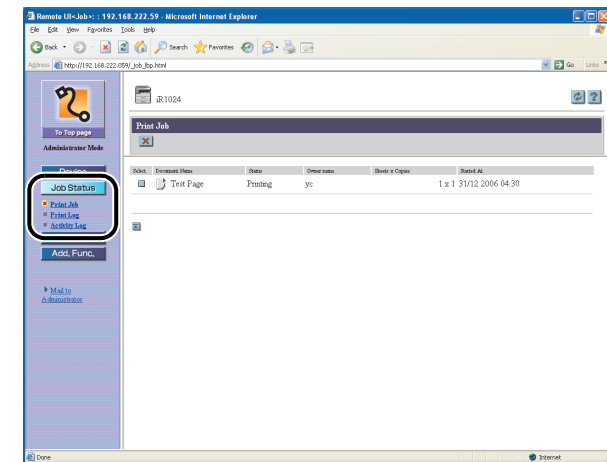 Remote UI<Job>: : 192.168.222.59 - Microsoft Internet Explorer
File Edit View Favorites Tools Help
Back Search Favorites
Address http://192.168.222.059/_job_lbp.html Go Links
To Top page
Administrator Mode
iR1024
Print Job
Select Document Name Status Owner name Sheets x Copies Started At
Test Page Printing yc 1 x 1 31/12 2006 04:30
Device
Job Status
Print Job
Print Log
Activity Log
Add, Func.
Mail to
Administrator
Done Internet